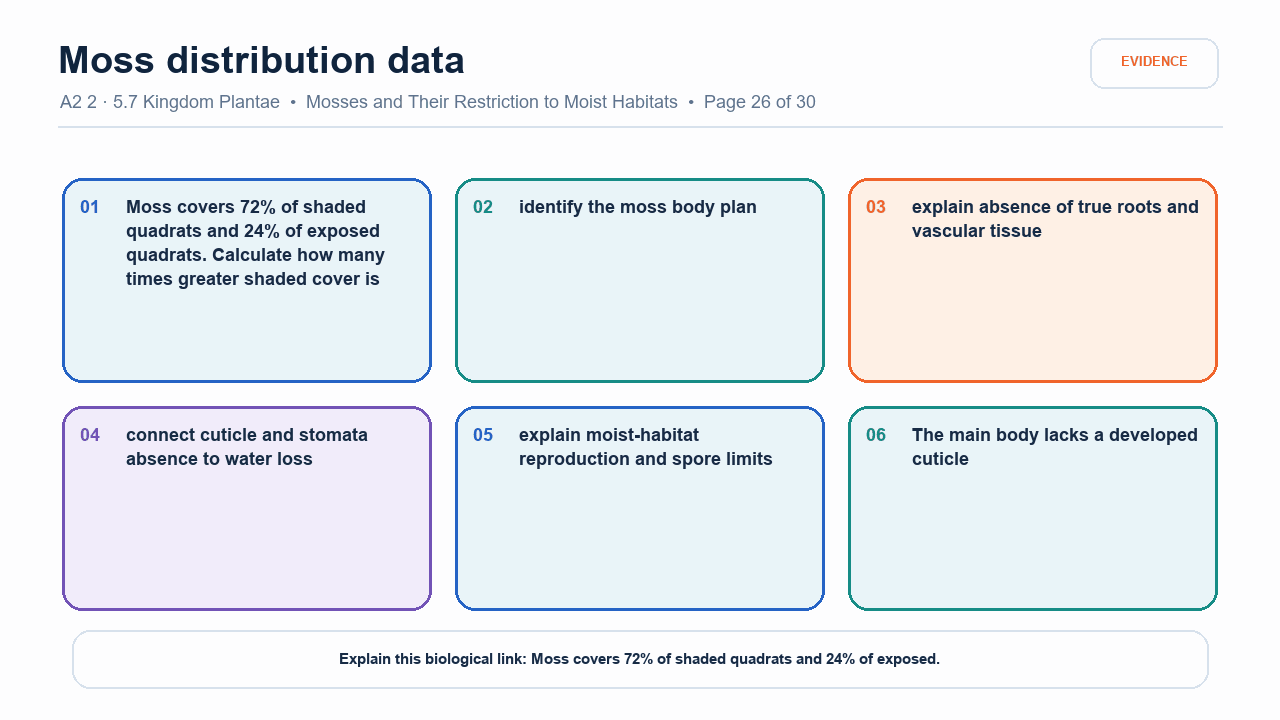 Moss distribution data
EVIDENCE
A2 2 · 5.7 Kingdom Plantae • Mosses and Their Restriction to Moist Habitats • Page 26 of 30
01 Moss covers 72% of shaded
quadrats and 24% of exposed
quadrats. Calculate how many
times greater shaded cover is
02 identify the moss body plan
03 explain absence of true roots and
vascular tissue
04 connect cuticle and stomata
absence to water loss
05 explain moist-habitat
reproduction and spore limits
06 The main body lacks a developed
cuticle
Explain this biological link: Moss covers 72% of shaded quadrats and 24% of exposed.